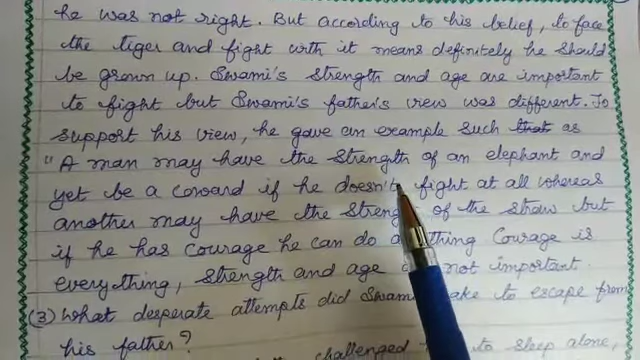 he was not right. But according to his belief, to face
the tiger and fight with it means definitely he should
be grown up. Swami's strength and age are important
to fight but Swami's father's view was different. To
support his view, he gave an example such that as
"A man may have the strength of an elephant and
yet be a coward if he doesn't fight at all whereas
another may have the streng of the straw but
if he has courage he can do a thing Courage is
everything, strength and age not important.
(3) What desperate attempts did Swami ake to escape from
his father?
challenged to sleep alone,